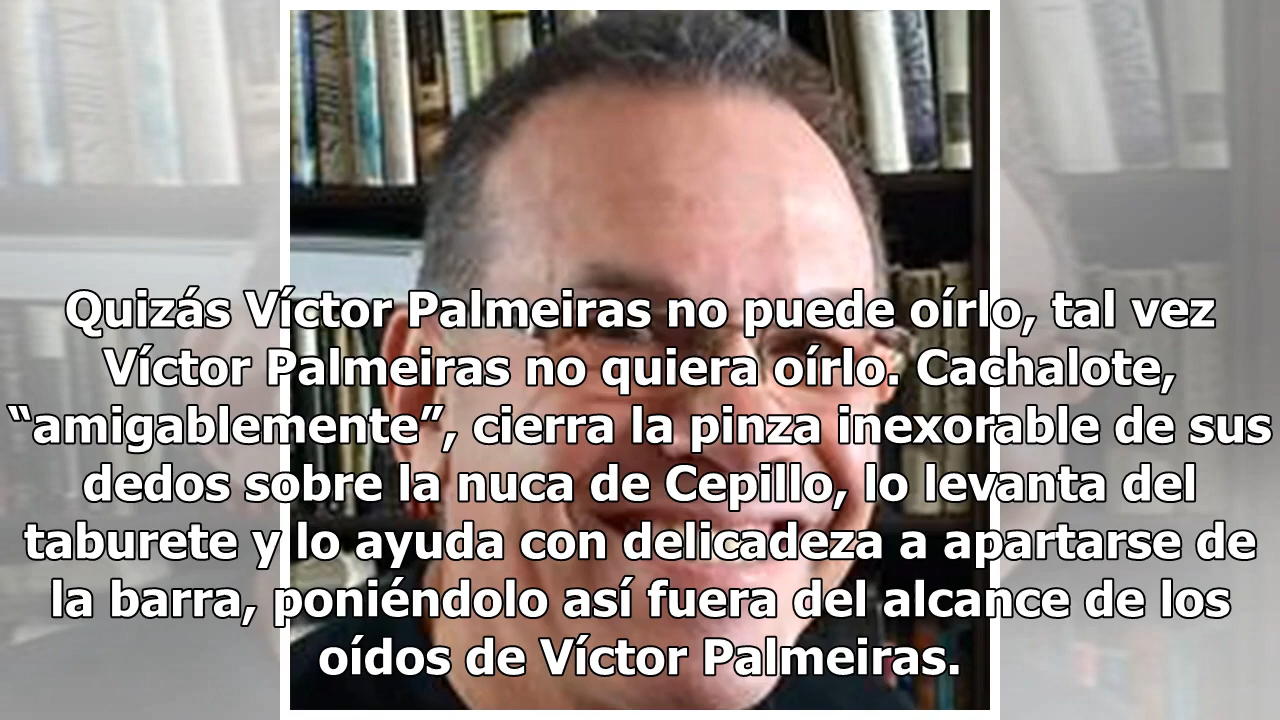 Quizás Víctor Palmeiras no puede oírlo, tal vez
Víctor Palmeiras no quiera oírlo. Cachalote,
“amigablemente”, cierra la pinza inexorable de sus
dedos sobre la nuca de Cepillo, lo levanta del
taburete y lo ayuda con delicadeza a apartarse de
la barra, poniéndolo así fuera del alcance de los
oídos de Víctor Palmeiras.